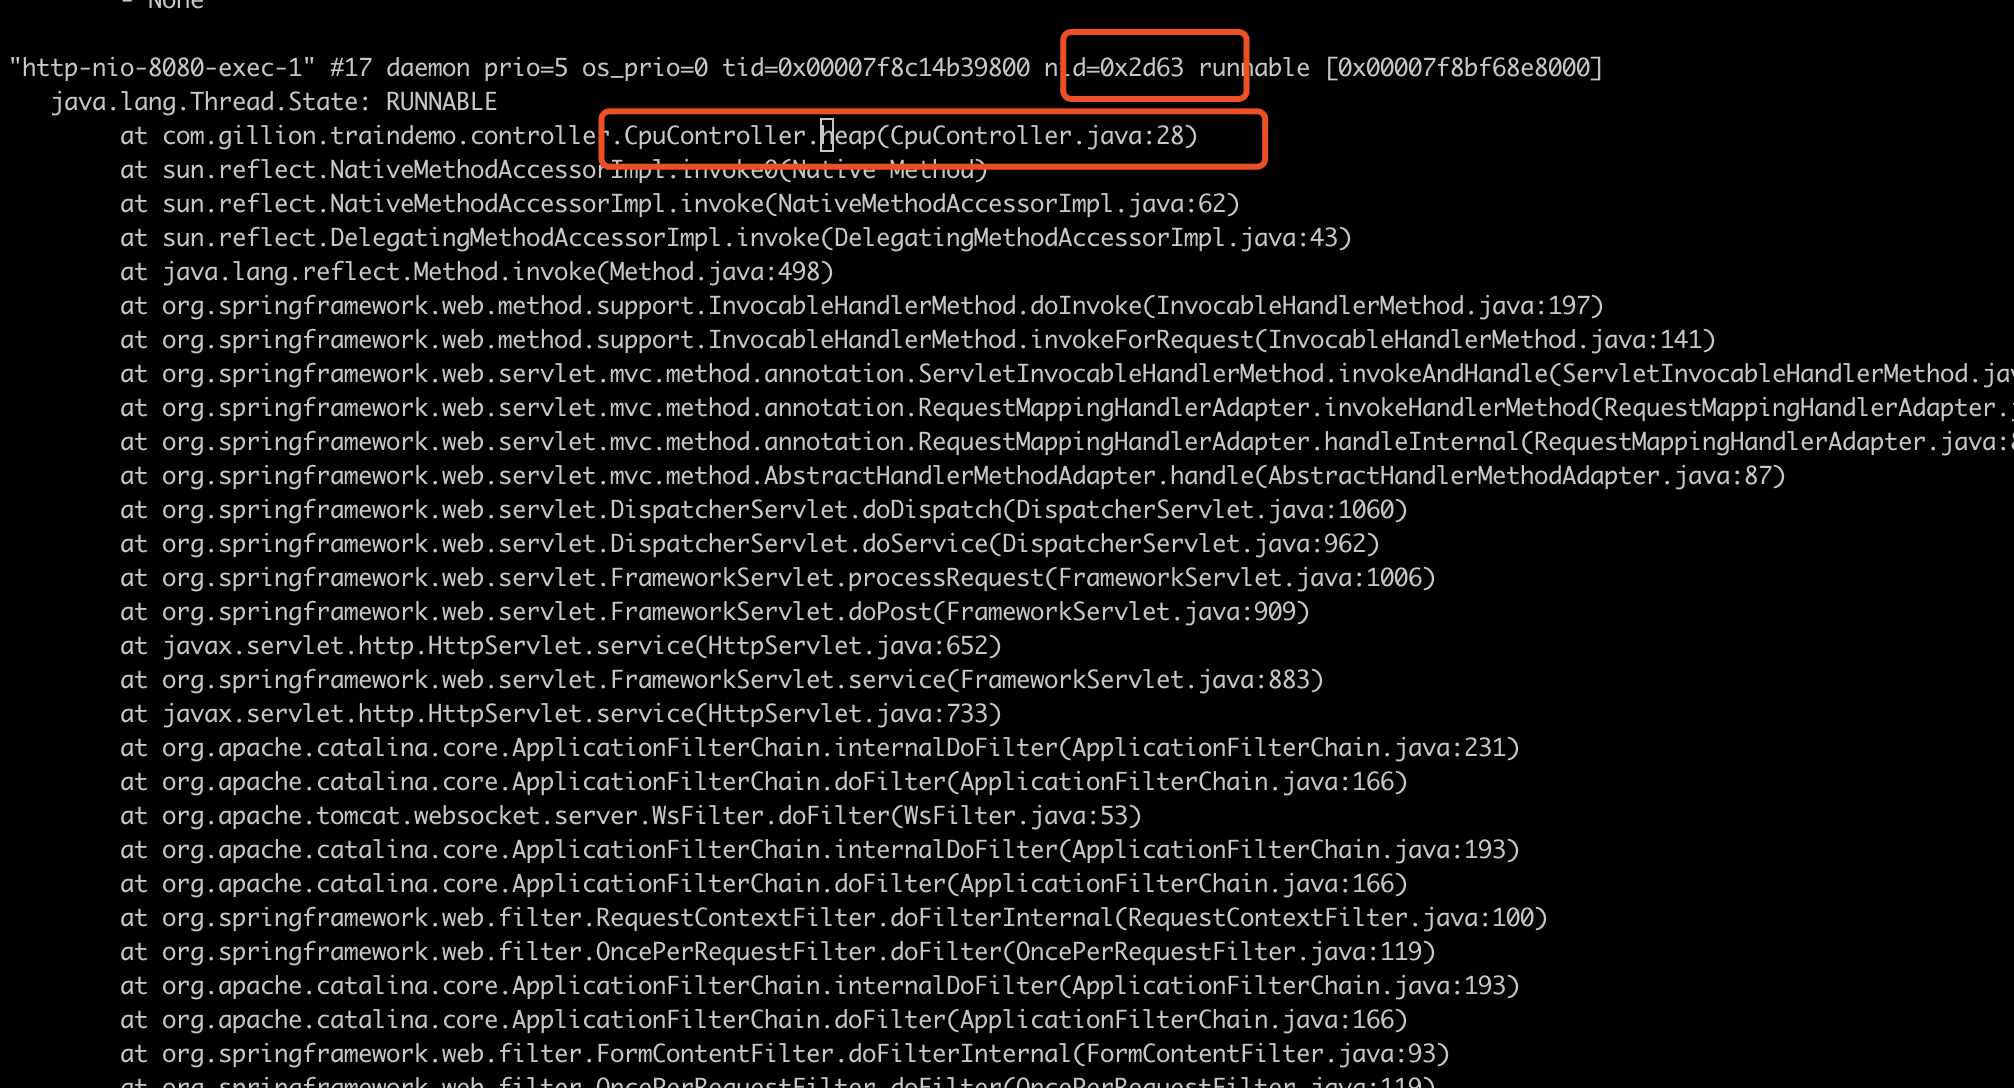 - None
"http-nio-8080-exec-1" #17 daemon prio=5 os_prio=0 tid=0x00007f8c14b39800 nid=0x2d63 runnable [0x00007f8bf68e8000]
java.lang.Thread.State: RUNNABLE
at com.gillion.traindemo.controller.CpuController.heap(CpuController.java:28)
at sun.reflect.NativeMethodAccessorImpl.invoke0(Native Method)
at sun.reflect.NativeMethodAccessorImpl.invoke(NativeMethodAccessorImpl.java:62)
at sun.reflect.DelegatingMethodAccessorImpl.invoke(DelegatingMethodAccessorImpl.java:43)
at java.lang.reflect.Method.invoke(Method.java:498)
at org.springframework.web.method.support.InvocableHandlerMethod.doInvoke(InvocableHandlerMethod.java:197)
at org.springframework.web.method.support.InvocableHandlerMethod.invokeForRequest(InvocableHandlerMethod.java:141)
at org.springframework.web.servlet.mvc.method.annotation.ServletInvocableHandlerMethod.invokeAndHandle(ServletInvocableHandlerMethod.jav
at org.springframework.web.servlet.mvc.method.annotation.RequestMappingHandlerAdapter.invokeHandlerMethod(RequestMappingHandlerAdapter.
at org.springframework.web.servlet.mvc.method.annotation.RequestMappingHandlerAdapter.handleInternal(RequestMappingHandlerAdapter.java:8
at org.springframework.web.servlet.mvc.method.AbstractHandlerMethodAdapter.handle(AbstractHandlerMethodAdapter.java:87)
at org.springframework.web.servlet.DispatcherServlet.doDispatch(DispatcherServlet.java:1060)
at org.springframework.web.servlet.DispatcherServlet.doService(DispatcherServlet.java:962)
at org.springframework.web.servlet.FrameworkServlet.processRequest(FrameworkServlet.java:1006)
at org.springframework.web.servlet.FrameworkServlet.doPost(FrameworkServlet.java:909)
at javax.servlet.http.HttpServlet.service(HttpServlet.java:652)
at org.springframework.web.servlet.FrameworkServlet.service(FrameworkServlet.java:883)
at javax.servlet.http.HttpServlet.service(HttpServlet.java:733)
at org.apache.catalina.core.ApplicationFilterChain.internalDoFilter(ApplicationFilterChain.java:231)
at org.apache.catalina.core.ApplicationFilterChain.doFilter(ApplicationFilterChain.java:166)
at org.apache.tomcat.websocket.server.WsFilter.doFilter(WsFilter.java:53)
at org.apache.catalina.core.ApplicationFilterChain.internalDoFilter(ApplicationFilterChain.java:193)
at org.apache.catalina.core.ApplicationFilterChain.doFilter(ApplicationFilterChain.java:166)
at org.springframework.web.filter.RequestContextFilter.doFilterInternal(RequestContextFilter.java:100)
at org.springframework.web.filter.OncePerRequestFilter.doFilter(OncePerRequestFilter.java:119)
at org.apache.catalina.core.ApplicationFilterChain.internalDoFilter(ApplicationFilterChain.java:193)
at org.apache.catalina.core.ApplicationFilterChain.doFilter(ApplicationFilterChain.java:166)
at org.springframework.web.filter.FormContentFilter.doFilterInternal(FormContentFilter.java:93)
at org.springframework.web.filter.OncePerRequestFilter.doFilter(OncePerRequestFilter.java:119)